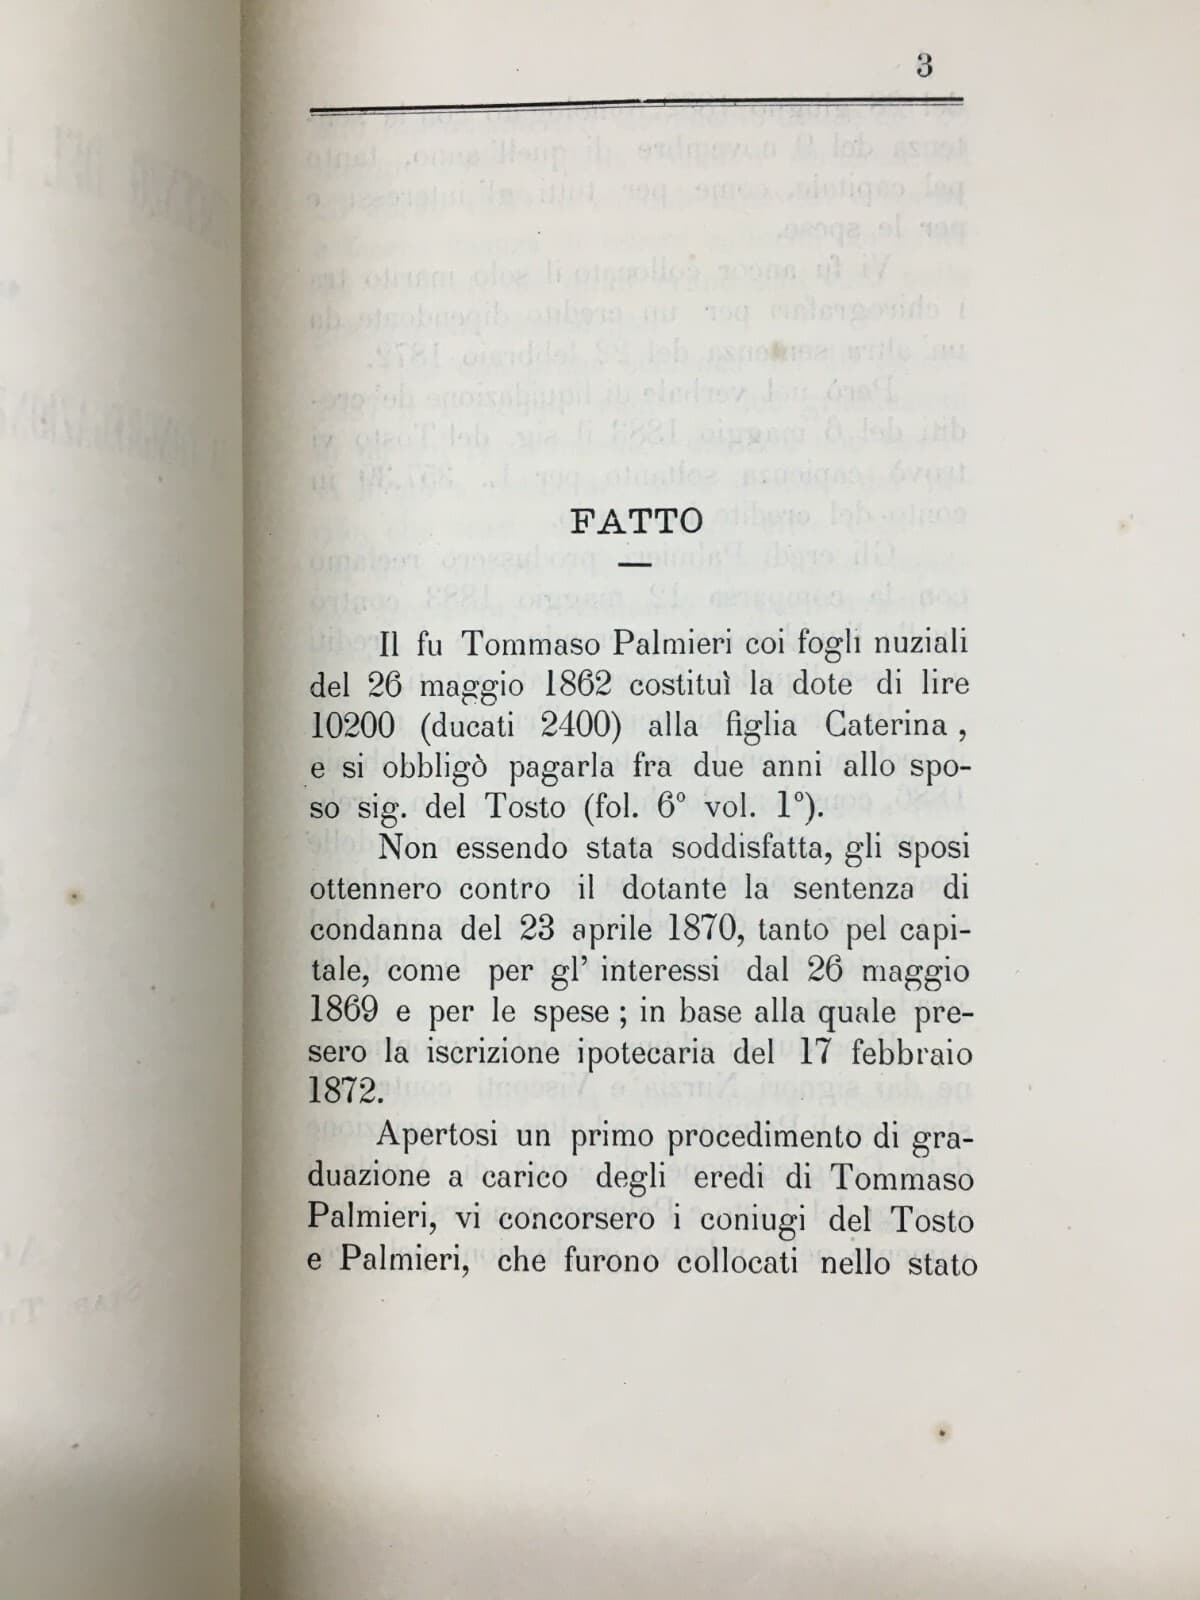 3
FATTO
Il fu Tommaso Palmieri coi fogli nuziali
del 26 maggio 1862 costituì la dote di lire
10200 (ducati 2400) alla figlia Caterina ,
e si obbligò pagarla fra due anni allo spo-
so sig. del Tosto (fol. 6º vol. 1º).
Non essendo stata soddisfatta, gli sposi
ottennero contro il dotante la sentenza di
condanna del 23 aprile 1870, tanto pel capi-
tale, come per gl' interessi dal 26 maggio
1869 e per le spese ; in base alla quale pre-
sero la iscrizione ipotecaria del 17 febbraio
1872.
Apertosi un primo procedimento di gra-
duazione a carico degli eredi di Tommaso
Palmieri, vi concorsero i coniugi del Tosto
e Palmieri, che furono collocati nello stato